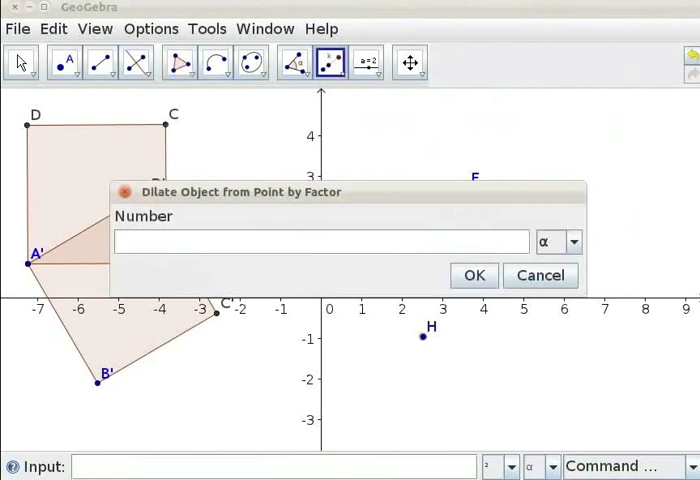 GeoGebra
File Edit View Options Tools Window Help
A α a=2
D C
4
3 E
Dilate Object from Point by Factor
Number
α
OK Cancel
A'
-7 -6 -5 -4 -3 -2 -1 0 1 2 3 4 5 6 7 8 9
C'
H
-1
B'
-2
-3
Input: 2 α Command ...